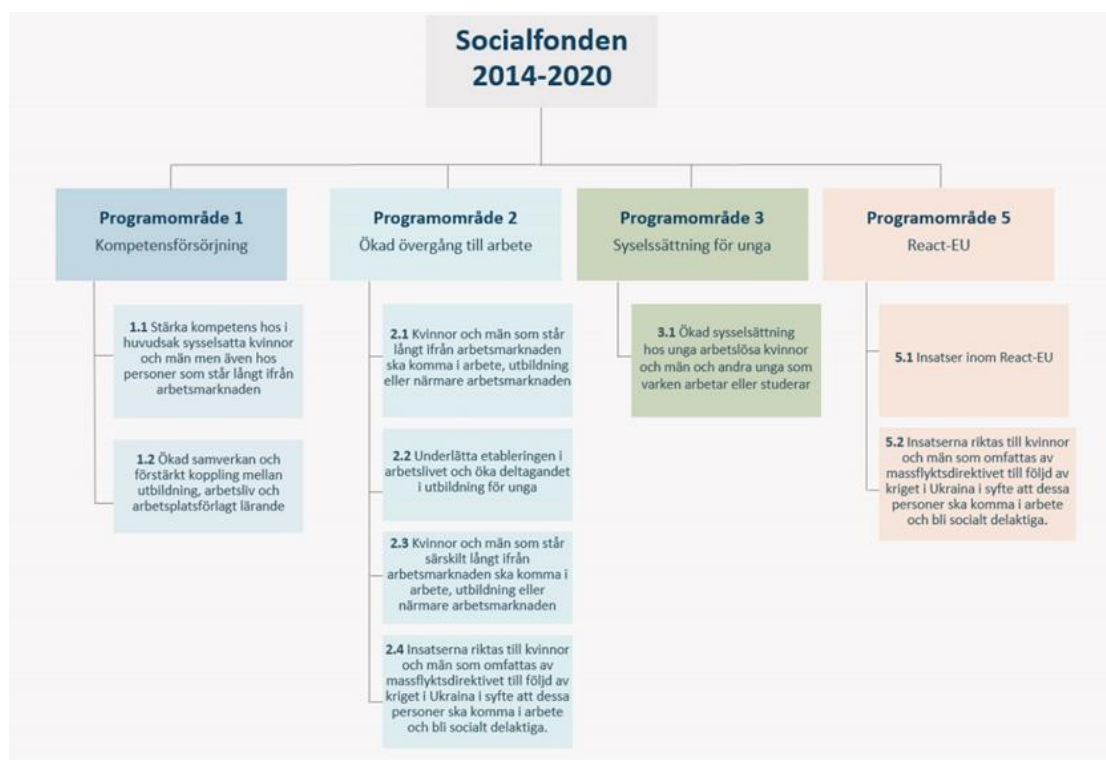 Socialfonden
2014-2020
Programområde 1
Kompetensförsörjning
1.1 Stärka kompetens hos i
huvudsak sysselsatta kvinnor
och män men även hos
personer som står långt ifrån
arbetsmarknaden
1.2 Ökad samverkan och
förstärkt koppling mellan
utbildning, arbetsliv och
arbetsplatsförlagt lärande
Programområde 2
Ökad övergång till arbete
2.1 Kvinnor och män som står
långt ifrån arbetsmarknaden
ska komma i arbete, utbildning
eller närmare arbetsmarknaden
2.2 Underlätta etableringen i
arbetslivet och öka deltagandet
i utbildning för unga
2.3 Kvinnor och män som står
särskilt långt ifrån
arbetsmarknaden ska komma i
arbete, utbildning eller
närmare arbetsmarknaden
2.4 Insatserna riktas till kvinnor
och män som omfattas av
massflyktsdirektivet till följd av
kriget i Ukraina i syfte att dessa
personer ska komma i arbete
och bli socialt delaktiga.
Programområde 3
Syselssättning för unga
3.1 Ökad sysselsättning
hos unga arbetslösa kvinnor
och män och andra unga som
varken arbetar eller studerar
Programområde 5
React-EU
5.1 Insatser inom React-EU
5.2 Insatserna riktas till kvinnor
och män som omfattas av
massflyktsdirektivet till följd av
kriget i Ukraina i syfte att dessa
personer ska komma i arbete
och bli socialt delaktiga.